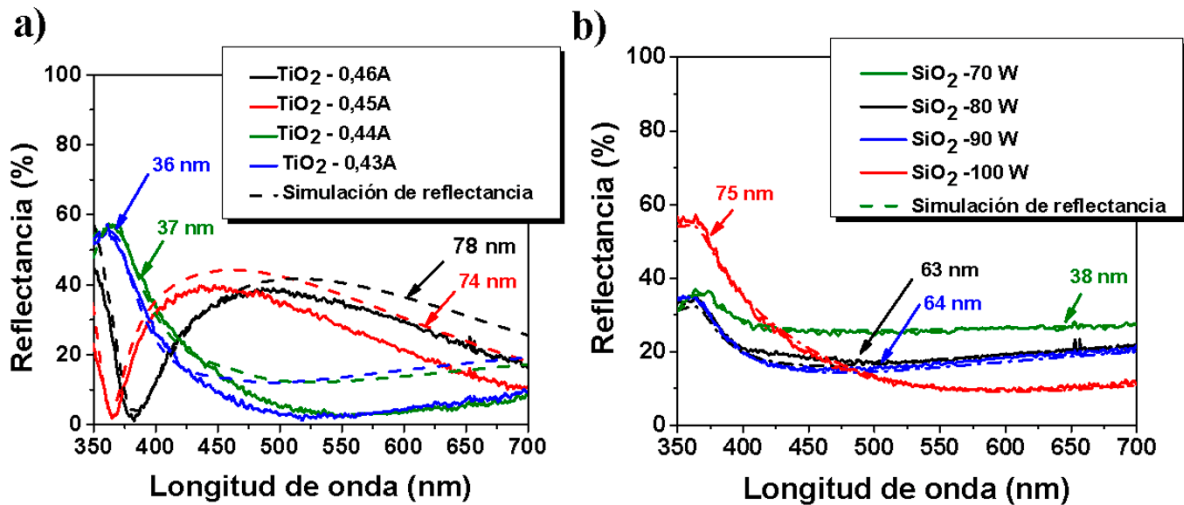 a)
TiO2 - 0,46A
TiO2 - 0,45A
TiO2 - 0,44A
TiO2 - 0,43A
Simulación de reflectancia
36 nm
37 nm
78 nm
74 nm
Reflectancia (%)
100
80
60
40
20
0
350 400 450 500 550 600 650 700
Longitud de onda (nm)
b)
SiO2 -70 W
SiO2 -80 W
SiO2 -90 W
SiO2 -100 W
Simulación de reflectancia
75 nm
63 nm
64 nm
38 nm
Reflectancia (%)
100
80
60
40
20
0
350 400 450 500 550 600 650 700
Longitud de onda (nm)